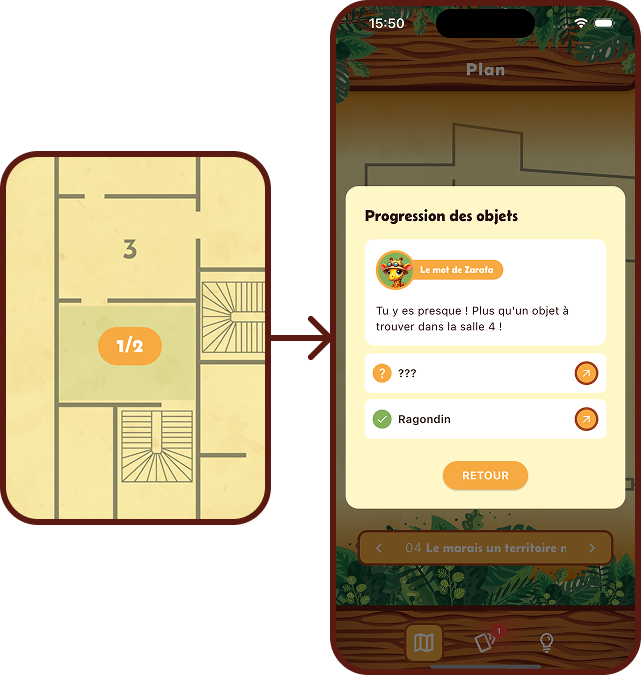 3
1/2
15:50
Plan
Progression des objets
Le mot de Zarafa
Tu y es presque ! Plus qu'un objet à
trouver dans la salle 4 !
? ???
Ragondin
RETOUR
04 Le marais un territoire
1